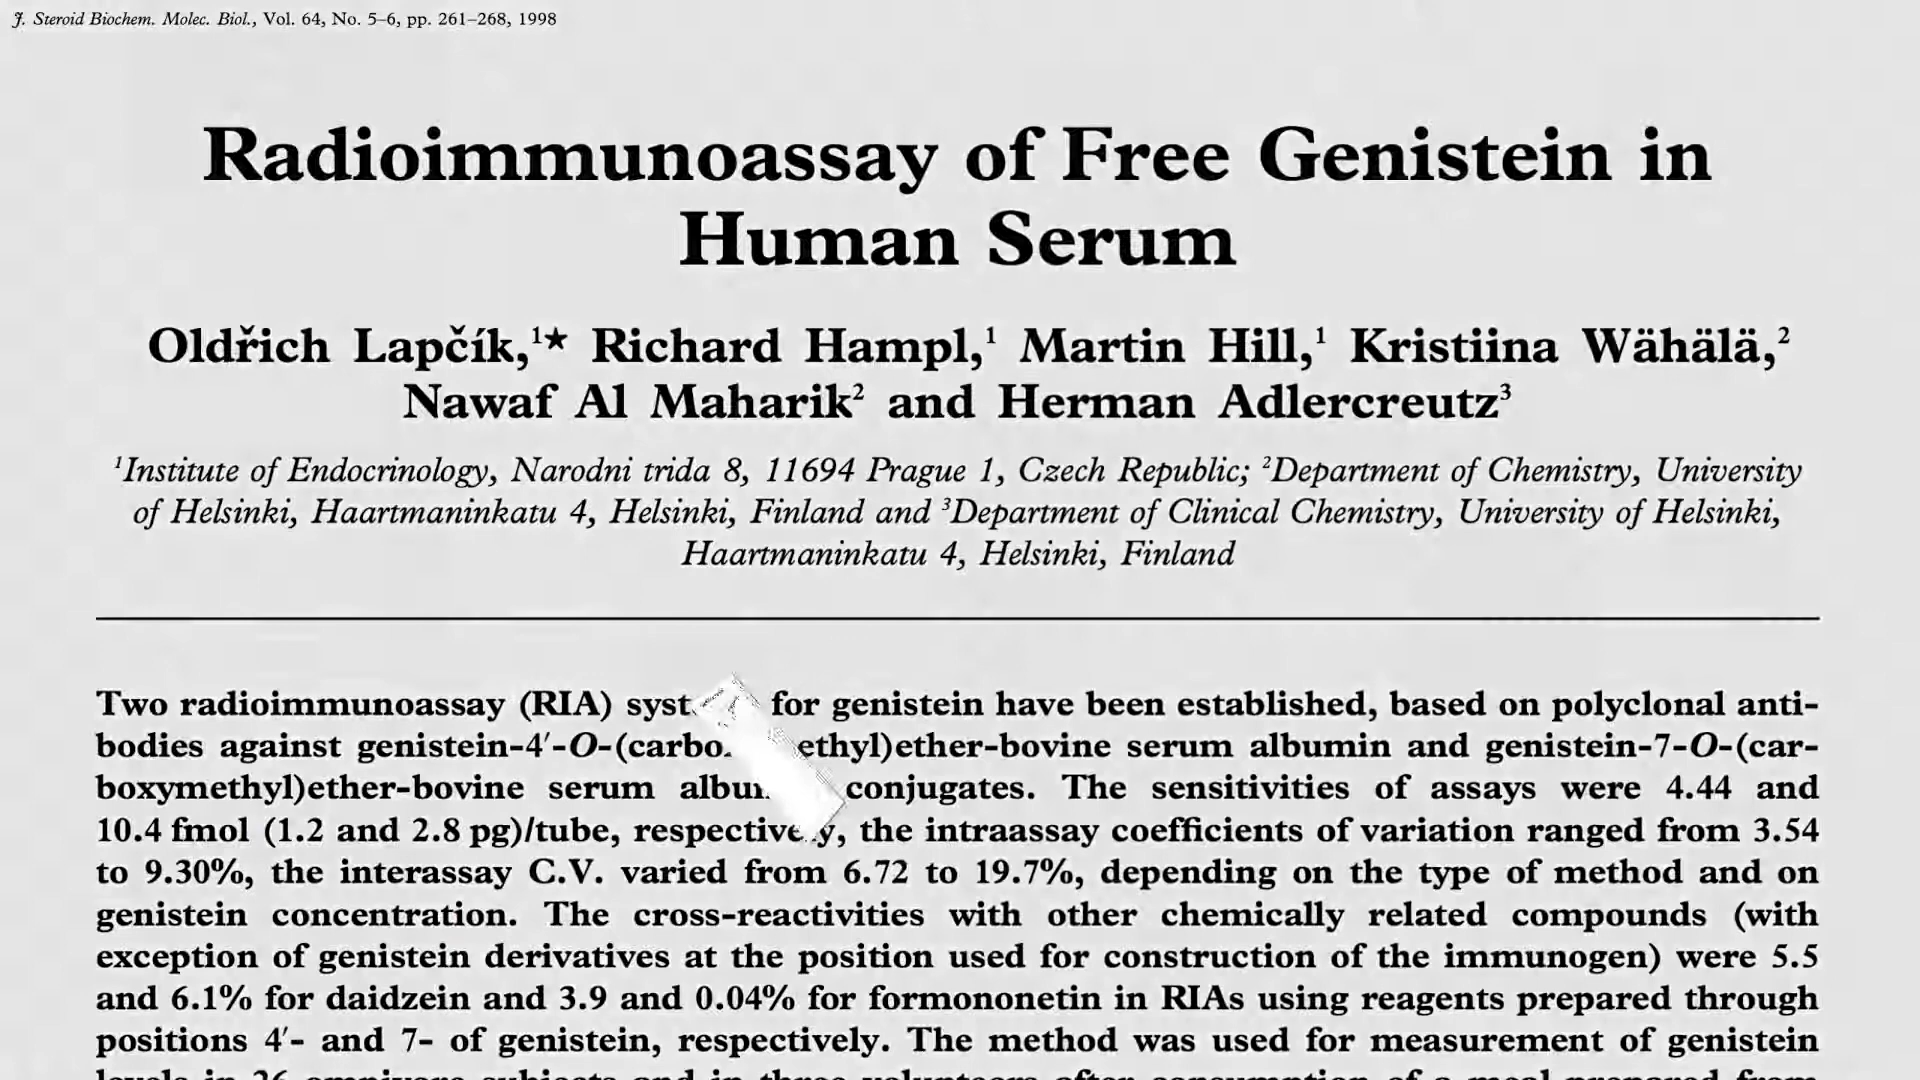 J. Steroid Biochem. Molec. Biol., Vol. 64, No. 5–6, pp. 261–268, 1998
Radioimmunoassay of Free Genistein in
Human Serum
Oldřich Lapčík,¹★ Richard Hampl,¹ Martin Hill,¹ Kristiina Wähälä,²
Nawaf Al Maharik² and Herman Adlercreutz³
¹Institute of Endocrinology, Narodni trida 8, 11694 Prague 1, Czech Republic; ²Department of Chemistry, University
of Helsinki, Haartmaninkatu 4, Helsinki, Finland and ³Department of Clinical Chemistry, University of Helsinki,
Haartmaninkatu 4, Helsinki, Finland
Two radioimmunoassay (RIA) for genistein have been established, based on polyclonal anti-
bodies against genistein-4′-O-(carbo ethyl)ether-bovine serum albumin and genistein-7-O-(car-
boxymethyl)ether-bovine serum conjugates. The sensitivities of assays were 4.44 and
10.4 fmol (1.2 and 2.8 pg)/tube, respectively, the intraassay coefficients of variation ranged from 3.54
to 9.30%, the interassay C.V. varied from 6.72 to 19.7%, depending on the type of method and on
genistein concentration. The cross-reactivities with other chemically related compounds (with
exception of genistein derivatives at the position used for construction of the immunogen) were 5.5
and 6.1% for daidzein and 3.9 and 0.04% for formononetin in RIAs using reagents prepared through
positions 4′- and 7- of genistein, respectively. The method was used for measurement of genistein